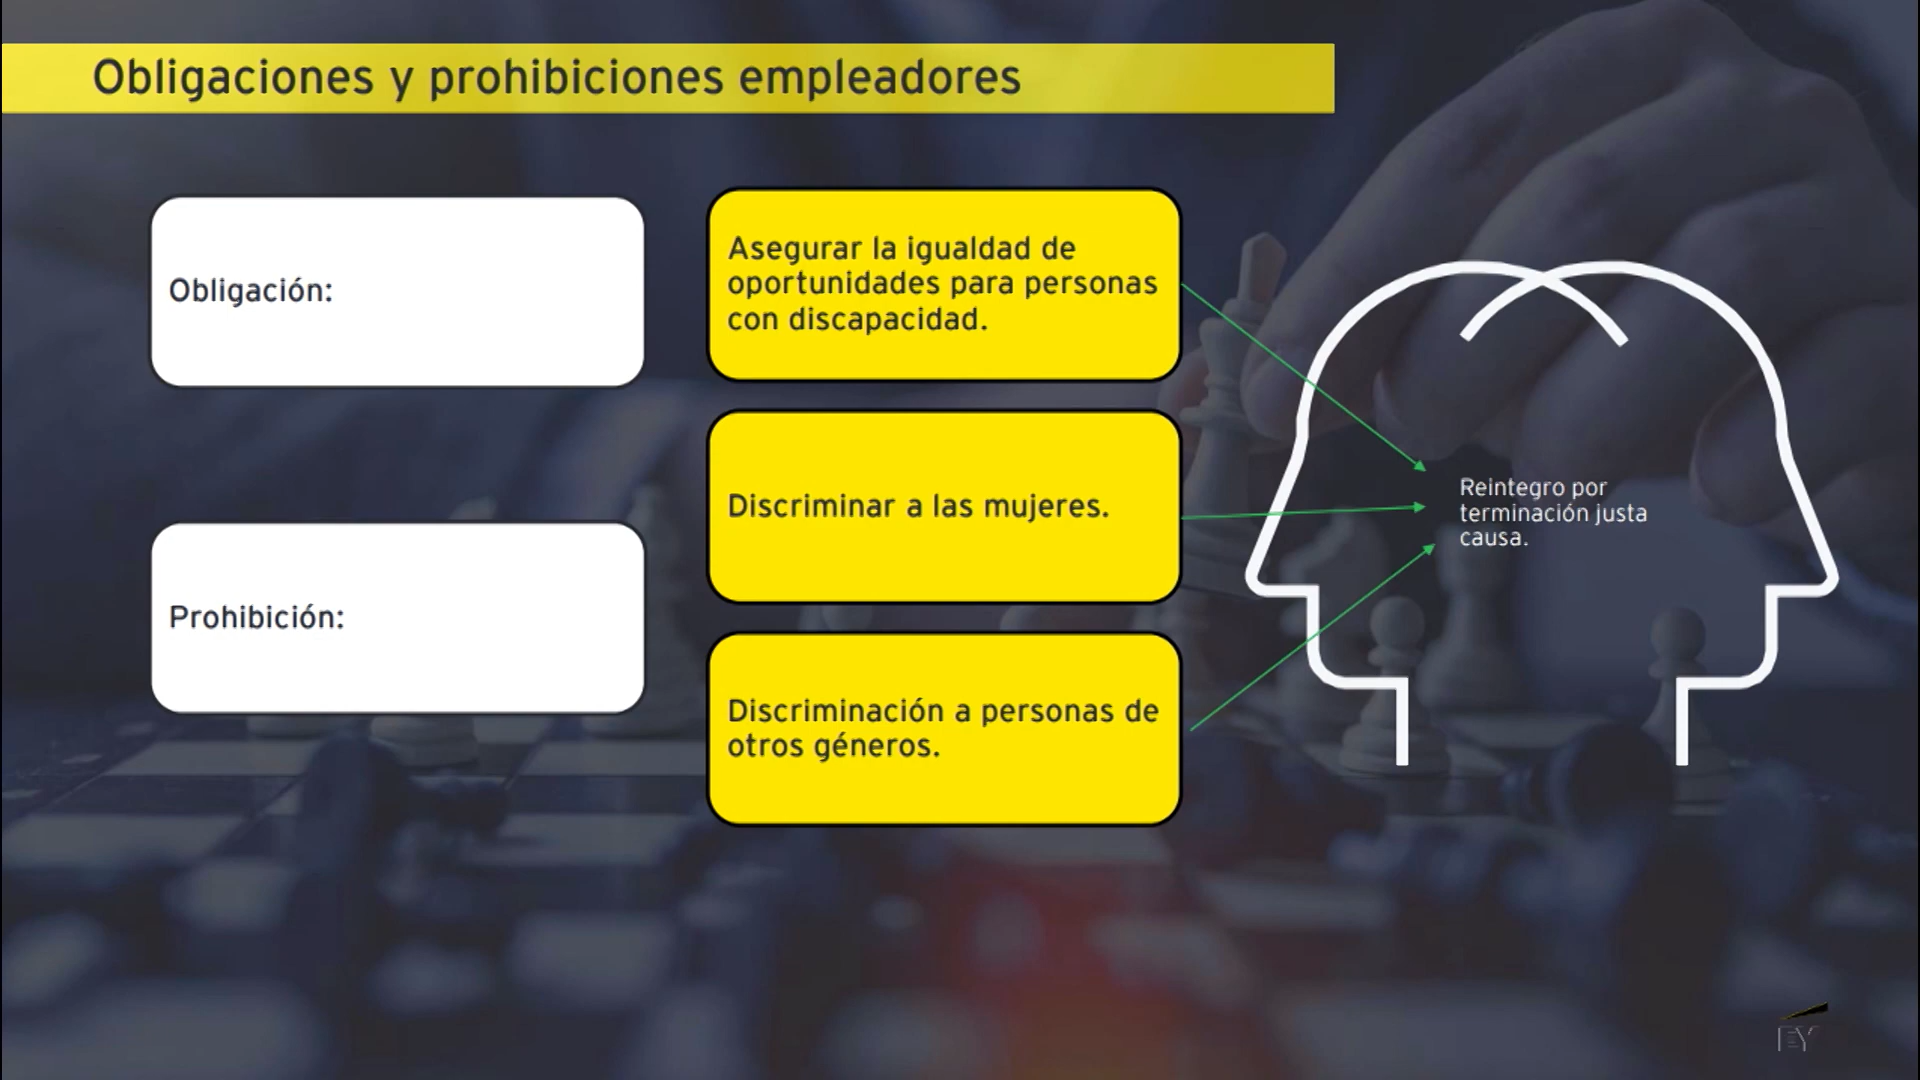 Obligaciones y prohibiciones empleadores
Obligación:
Asegurar la igualdad de
oportunidades para personas
con discapacidad.
Discriminar a las mujeres.
Reintegro por
terminación justa
causa.
Prohibición:
Discriminación a personas de
otros géneros.
EY